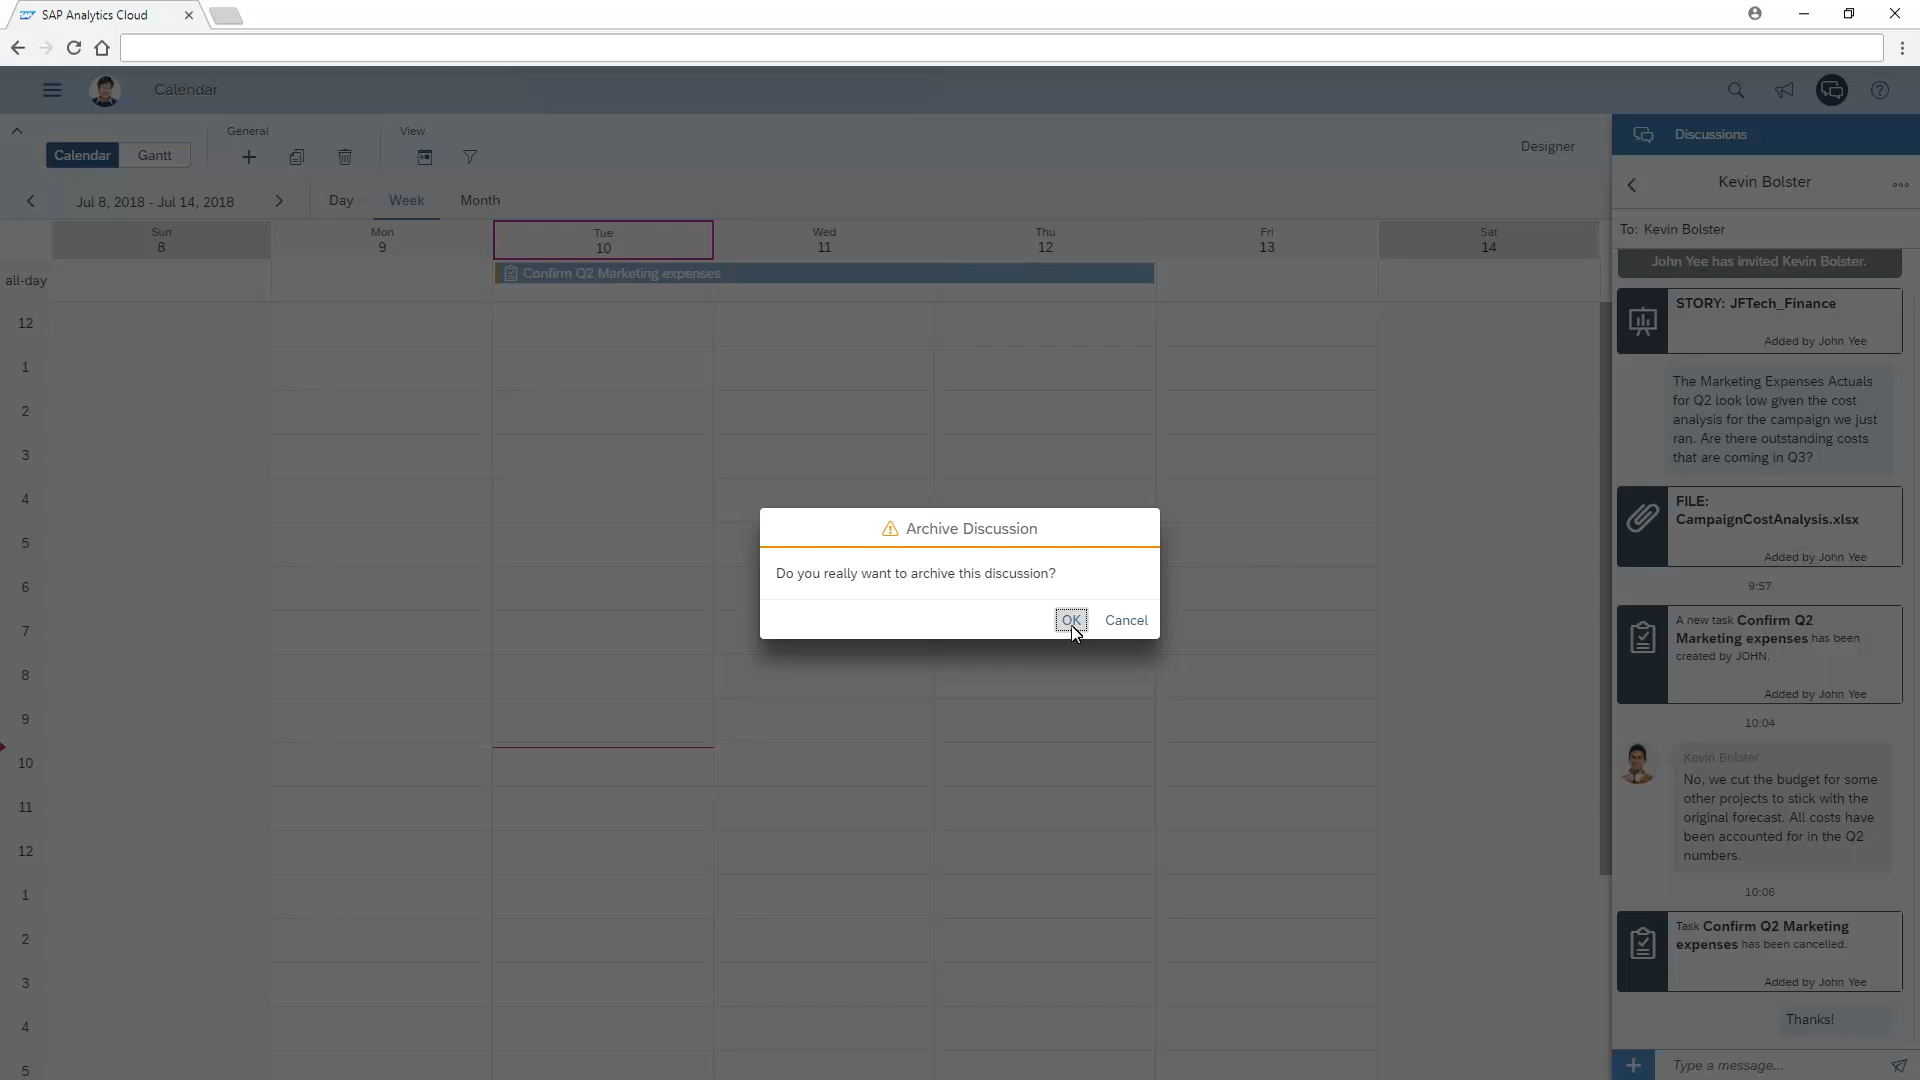 SAP Analytics Cloud
Calendar
General
View
Calendar
Gantt
Designer
Jul 8, 2018 - Jul 14, 2018
Day
Week
Month
Sun
8
Mon
9
Tue
10
Wed
11
Thu
12
Fri
13
Sat
14
all-day
Confirm Q2 Marketing expenses
12
1
2
3
4
5
6
7
8
9
10
11
12
1
2
3
4
5
Archive Discussion
Do you really want to archive this discussion?
OK
Cancel
Discussions
Kevin Bolster
To: Kevin Bolster
John Yee has invited Kevin Bolster.
STORY: JFTech_Finance
Added by John Yee
The Marketing Expenses Actuals
for Q2 look low given the cost
analysis for the campaign we just
ran. Are there outstanding costs
that are coming in Q3?
FILE:
CampaignCostAnalysis.xlsx
Added by John Yee
9:57
A new task Confirm Q2
Marketing expenses has been
created by JOHN.
Added by John Yee
10:04
Kevin Bolster
No, we cut the budget for some
other projects to stick with the
original forecast. All costs have
been accounted for in the Q2
numbers.
10:06
Task Confirm Q2 Marketing
expenses has been cancelled.
Added by John Yee
Thanks!
Type a message...